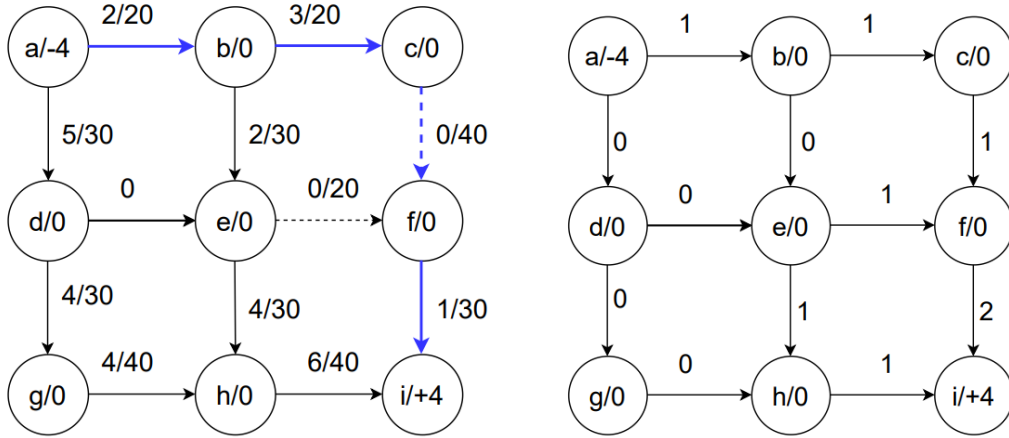 2/20 3/20 1 1
a/-4 b/0 c/0 a/-4 b/0 c/0
5/30 2/30 0/40 0 0 1
0 0/20 0 1
d/0 e/0 f/0 d/0 e/0 f/0
4/30 4/30 1/30 0 1 2
4/40 6/40 0 1
g/0 h/0 i/+4 g/0 h/0 i/+4